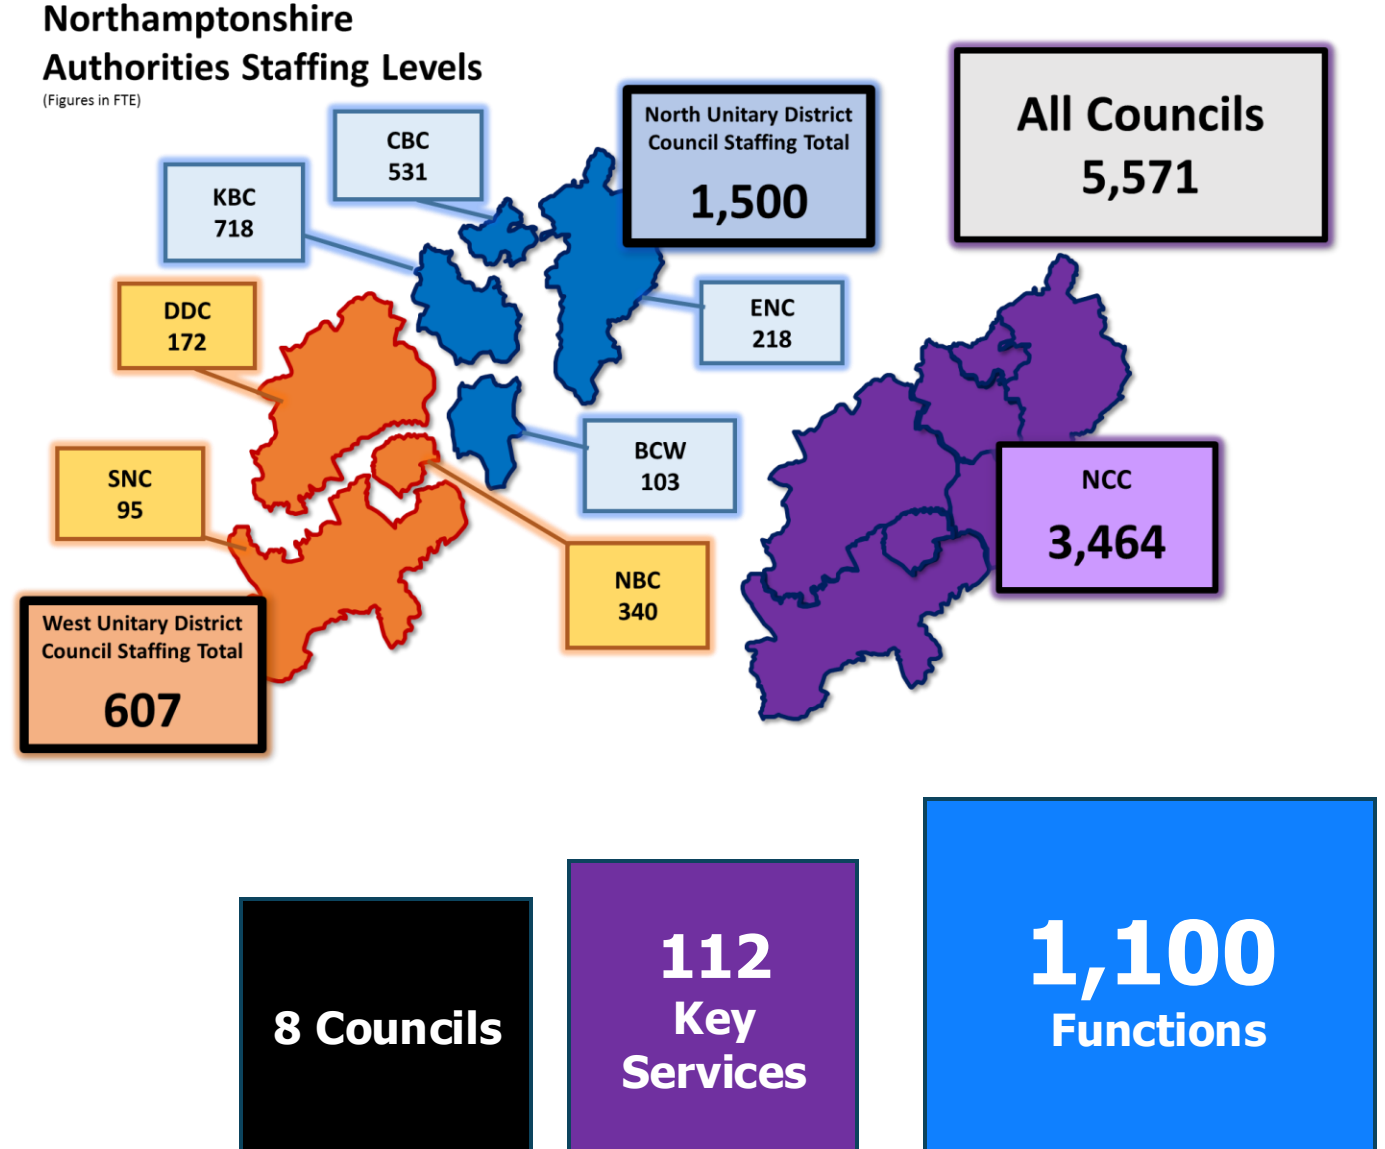 Northamptonshire
Authorities Staffing Levels
(Figures in FTE)
All Councils
5,571
North Unitary District
Council Staffing Total
1,500
CBC
531
KBC
718
DDC
172
ENC
218
BCW
103
SNC
95
NCC
3,464
NBC
340
West Unitary District
Council Staffing Total
607
8 Councils
112
Key
Services
1,100
Functions